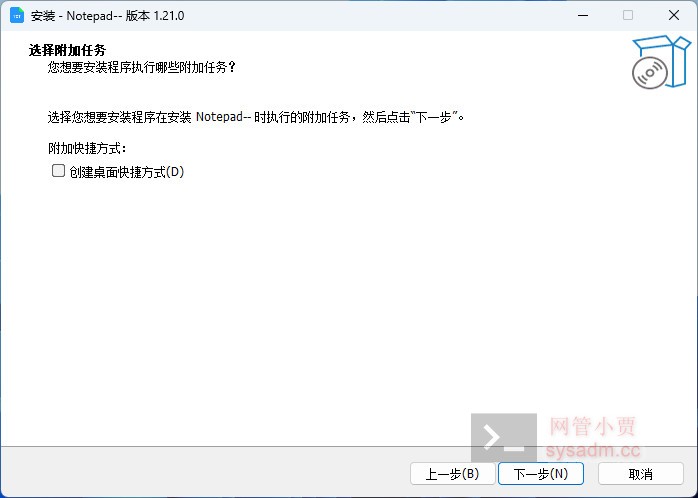 安装 - Notepad-- 版本 1.21.0
选择附加任务
您想要安装程序执行哪些附加任务？
选择您想要安装程序在安装 Notepad-- 时执行的附加任务，然后点击“下一步”。
附加快捷方式：
创建桌面快捷方式(D)
网管小贾
sysadm.cc
上一步(B)
下一步(N)
取消